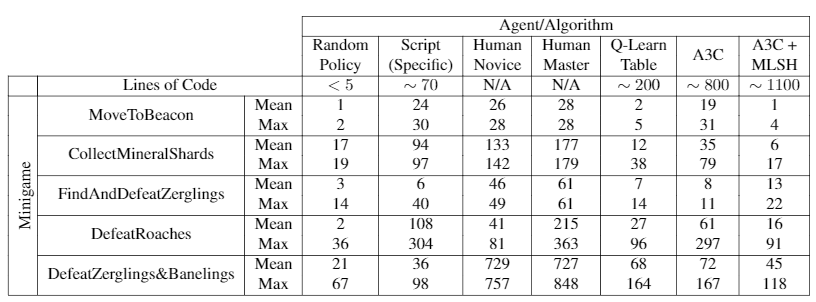 Agent/Algorithm
Random Policy Script (Specific) Human Novice Human Master Q-Learn Table A3C A3C + MLSH
Lines of Code < 5 ∼ 70 N/A N/A ∼ 200 ∼ 800 ∼ 1100
Minigame
MoveToBeacon
Mean 1 24 26 28 2 19 1
Max 2 30 28 28 5 31 4
CollectMineralShards
Mean 17 94 133 177 12 35 6
Max 19 97 142 179 38 79 17
FindAndDefeatZerglings
Mean 3 6 46 61 7 8 13
Max 14 40 49 61 14 11 22
DefeatRoaches
Mean 2 108 41 215 27 61 16
Max 36 304 81 363 96 297 91
DefeatZerglings&Banelings
Mean 21 36 729 727 68 72 45
Max 67 98 757 848 164 167 118